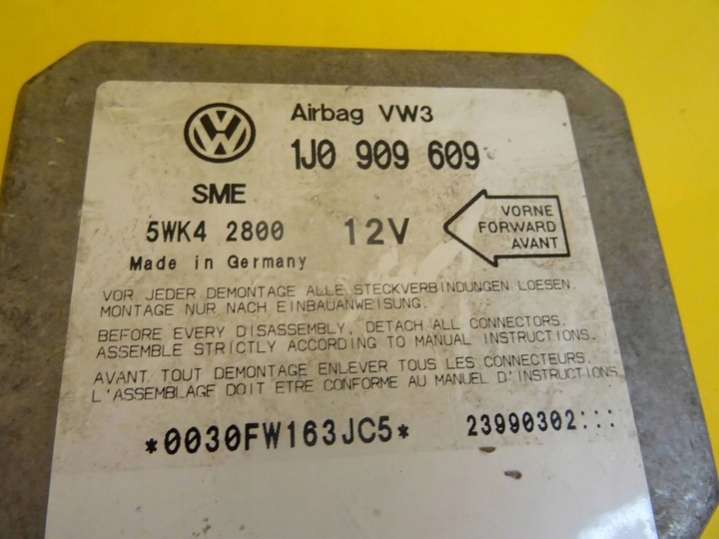 Airbag VW3
1J0 909 609
SME
5WK4 2800 12V
VORNE
FORWARD
AVANT
Made in Germany
VOR JEDER DEMONTAGE ALLE STECKVERBINDUNGEN LOESEN.
MONTAGE NUR NACH EINBAUANWEISUNG.
BEFORE EVERY DISASSEMBLY, DETACH ALL CONNECTORS.
ASSEMBLE STRICTLY ACCORDING TO MANUAL INSTRUCTIONS.
AVANT TOUT DEMONTAGE ENLEVER TOUS LES CONNECTEURS.
L'ASSEMBLAGE DOIT ETRE CONFORME AU MANUEL D'INSTRUCTIONS.
*0030FW163JC5* 23990302:::